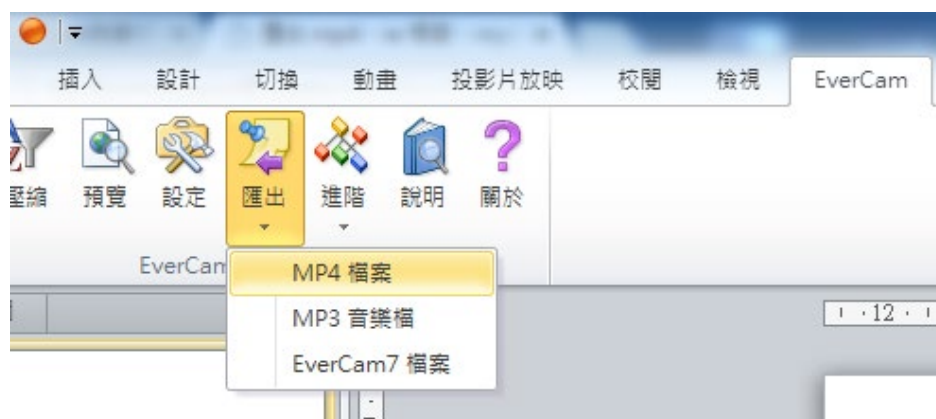 插入 設計 切換 動畫 投影片放映 校閱 檢視 EverCam
壓縮 預覽 設定 匯出 進階 說明 關於
EverCam
MP4 檔案
MP3 音樂檔
EverCam7 檔案
12